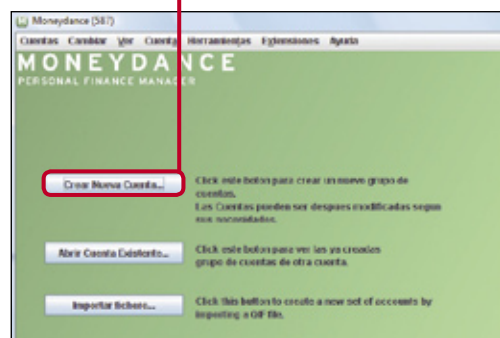 Moneydance (587)
Cuentas Cambiar Ver Cuenta Herramientas Extensiones Ayuda
MONEYDANCE
PERSONAL FINANCE MANAGER
Crear Nueva Cuenta...
Click este boton para crear un nuevo grupo de
cuentas.
Las Cuentas pueden ser despues modificadas segun
sus necesidades.
Abrir Cuenta Existente...
Click este boton para ver las ya creadas
grupo de cuentas de otra cuenta.
Importar fichero...
Click this button to create a new set of accounts by
importing a QIF file.